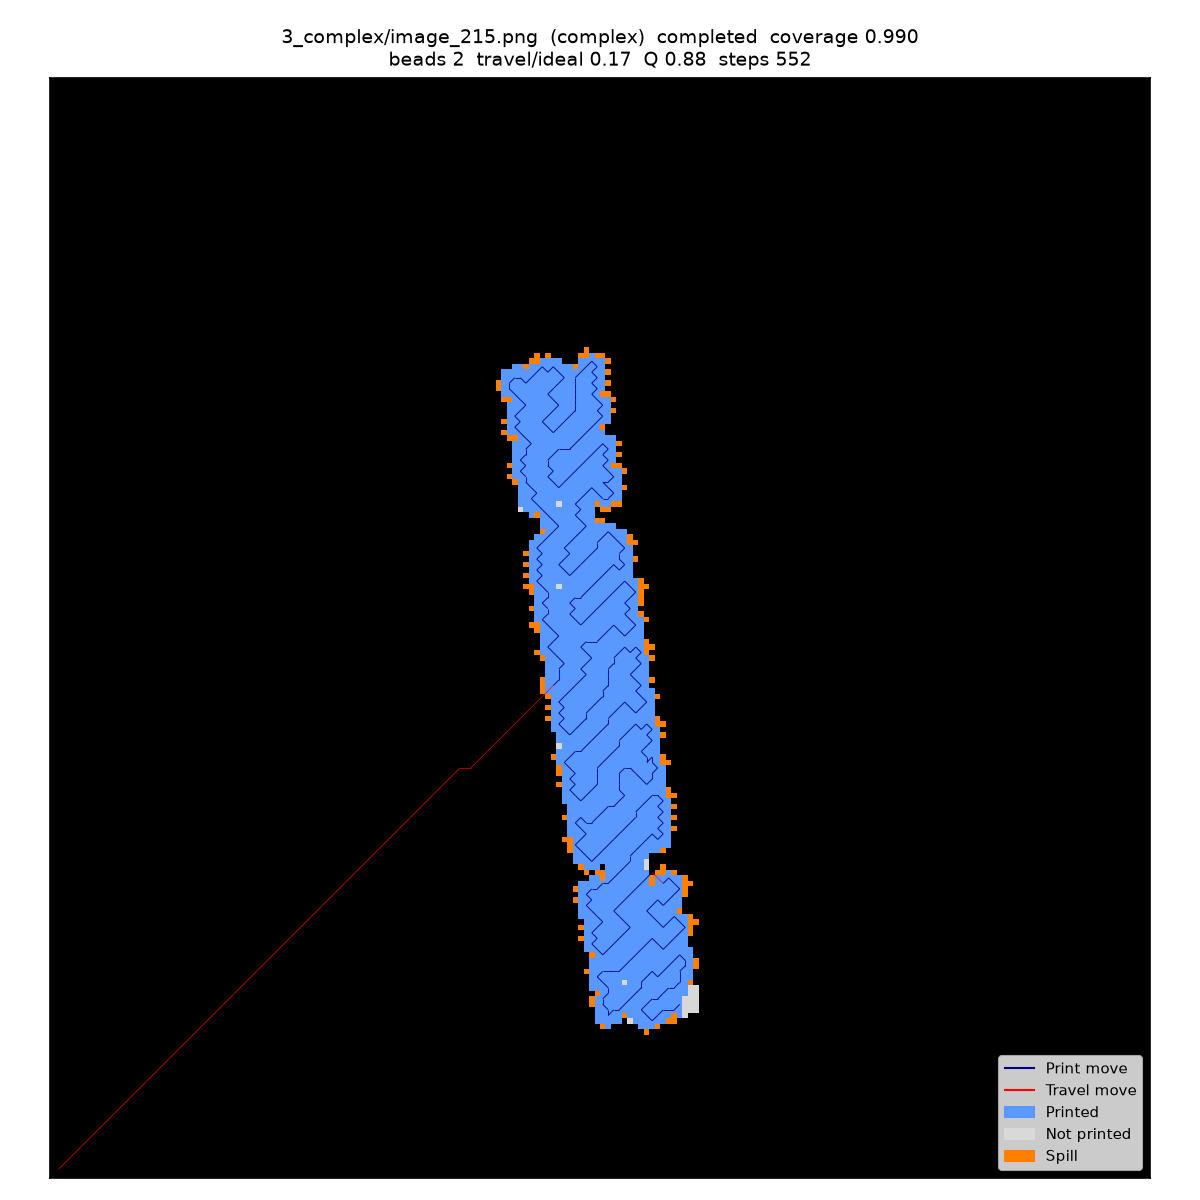 3_complex/image_215.png  (complex)  completed  coverage 0.990
beads 2  travel/ideal 0.17  Q 0.88  steps 552
Print move
Travel move
Printed
Not printed
Spill